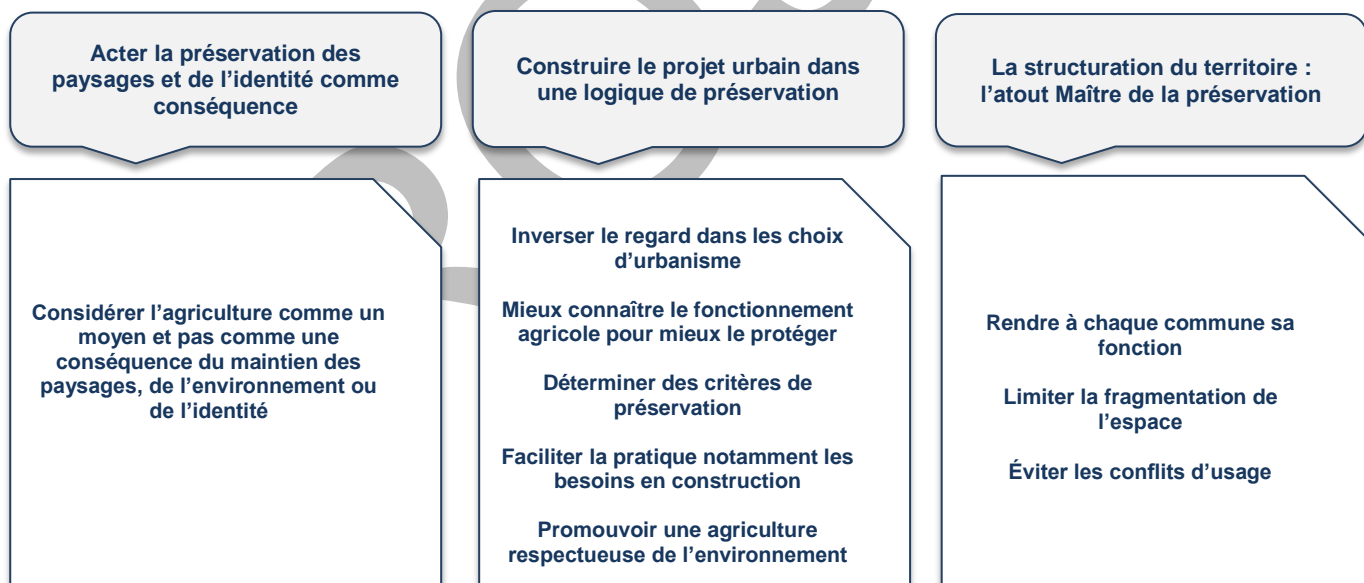 Acter la préservation des
paysages et de l’identité comme
conséquence
Considérer l’agriculture comme un
moyen et pas comme une
conséquence du maintien des
paysages, de l’environnement ou
de l’identité
Construire le projet urbain dans
une logique de préservation
Inverser le regard dans les choix
d’urbanisme
Mieux connaître le fonctionnement
agricole pour mieux le protéger
Déterminer des critères de
préservation
Faciliter la pratique notamment les
besoins en construction
Promouvoir une agriculture
respectueuse de l’environnement
La structuration du territoire :
l’atout Maître de la préservation
Rendre à chaque commune sa
fonction
Limiter la fragmentation de
l’espace
Éviter les conflits d’usage